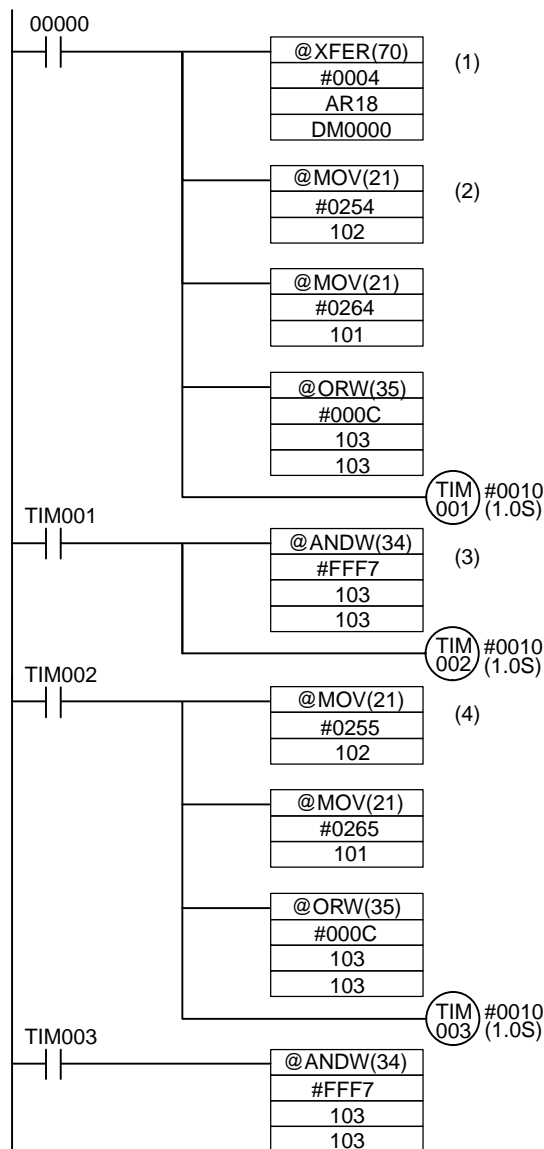 00000
@XFER(70) (1)
#0004
AR18
DM0000
@MOV(21) (2)
#0254
102
@MOV(21)
#0264
101
@ORW(35)
#000C
103
103
TIM #0010
001 (1.0S)
TIM001
@ANDW(34) (3)
#FFF7
103
103
TIM #0010
002 (1.0S)
TIM002
@MOV(21) (4)
#0255
102
@MOV(21)
#0265
101
@ORW(35)
#000C
103
103
TIM #0010
003 (1.0S)
TIM003
@ANDW(34)
#FFF7
103
103